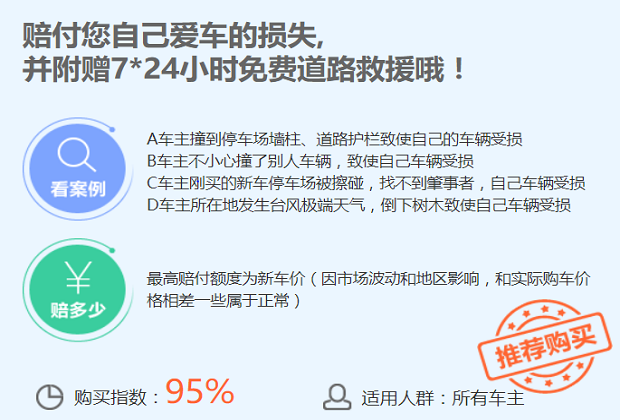 赔付您自己爱车的损失,
并附赠7*24小时免费道路救援哦！
看案例
A车主撞到停车场墙柱、道路护栏致使自己的车辆受损
B车主不小心撞了别人车辆，致使自己车辆受损
C车主刚买的新车停车场被擦碰，找不到肇事者，自己车辆受损
D车主所在地发生台风极端天气，倒下树木致使自己车辆受损
赔多少
最高赔付额度为新车价（因市场波动和地区影响，和实际购车价
格相差一些属于正常）
推荐购买
购买指数：95%
适用人群：所有车主